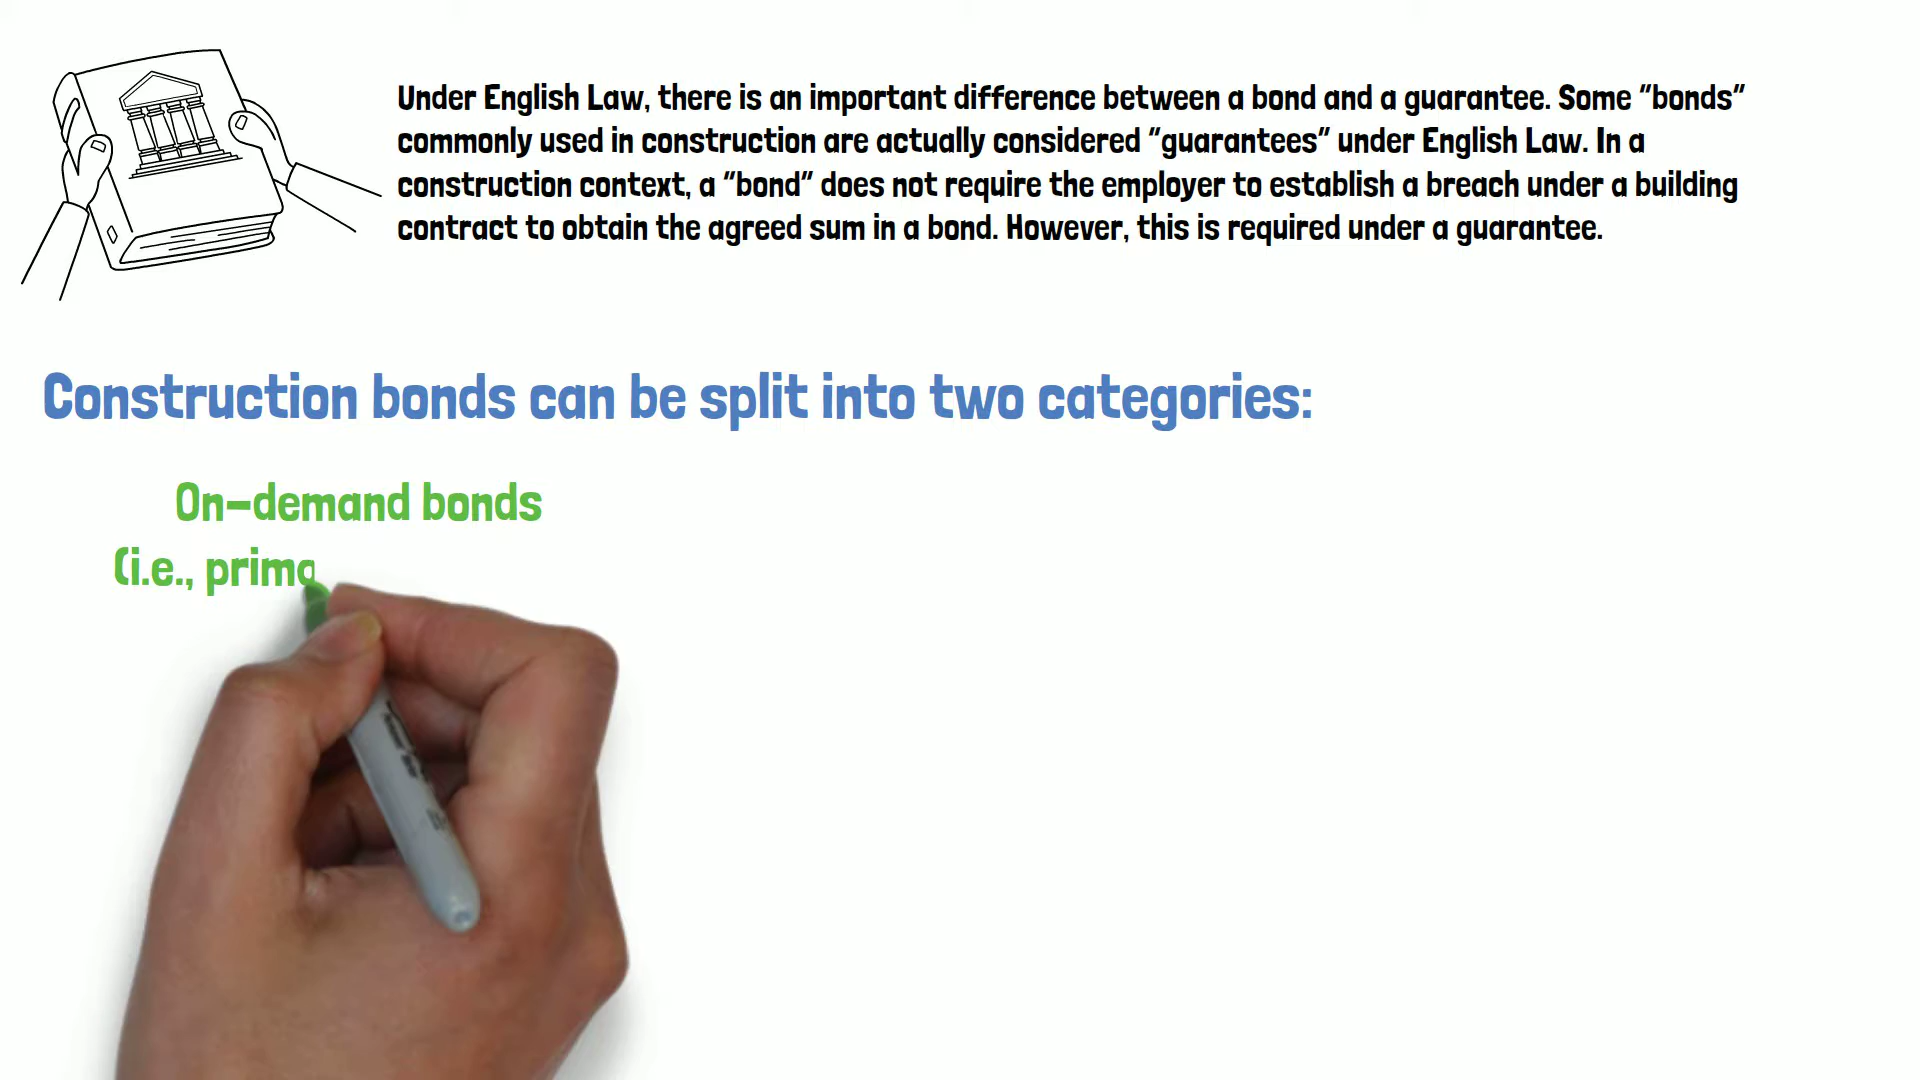 Under English Law, there is an important difference between a bond and a guarantee. Some "bonds"
commonly used in construction are actually considered "guarantees" under English Law. In a
construction context, a "bond" does not require the employer to establish a breach under a building
contract to obtain the agreed sum in a bond. However, this is required under a guarantee.
Construction bonds can be split into two categories:
On-demand bonds
(i.e., prima